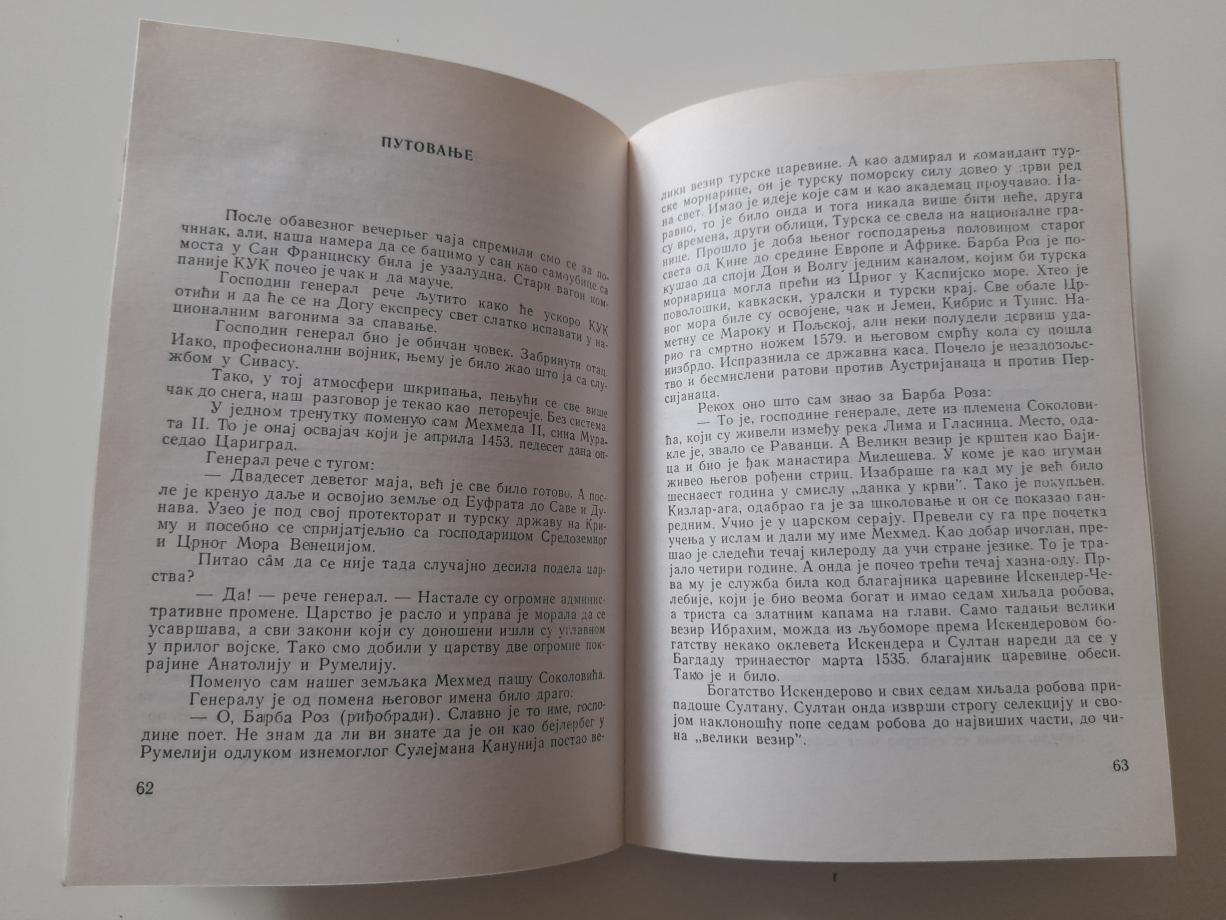 ПУТОВАЊЕ
После обавезног вечерњег чаја спремили смо се за по-
чинак, али, наша намера да се бацимо у сан као самоубице са
моста у Сан Франциску била је узалудна. Стари вагон ком-
паније КУК почео је чак и да мауче.
Господин генерал рече љутито како ће ускоро КУК
отићи и да ће се на Догу експресу свет слатко испавати у на-
ционалним вагонима за спавање.
Господин генерал био је обичан човек. Забринути отац.
Иако, професионални војник, њему је било жао што ја са слу-
жбом у Сивасу.
Тако, у тој атмосфери шкрипања, пењући се све више
чак до снега, наш разговор је текао као петоречје. Без система.
У једном тренутку поменуо сам Мехмеда II, сина Мура-
та II. То је онај освајач који је априла 1453. педесет дана оп-
седао Цариград.
Генерал рече с тугом:
— Двадесет деветог маја, већ је све било готово. А пос-
ле је кренуо даље и освојио земље од Еуфрата до Саве и Ду-
нава. Узео је под свој протекторат и турску државу на Кри-
му и посебно се спријатјељио са господарицом Средоземног
и Црног Мора Венецијом.
Питао сâм да се није тада случајно десила подела цар-
ства?
— Да! — рече генерал. — Настале су огромне админис-
тративне промене. Царство је расло и управа је морала да се
усавршава, а сви закони који су доношени ишли су углавном
у прилог војске. Тако смо добили у царству две огромне пок-
рајине Анатолију и Румелију.
Поменуо сам нашег земљака Мехмед пашу Соколовића.
Генералу је од помена његовог имена било драго:
— О, Барба Роз (риђобради). Славно је то име, госпо-
дине поет. Не знам да ли ви знате да је он као бејлербег у
Румелији одлуком изнемоглог Сулејмана Канунија постао ве-
62
лики везир турске царевине. А као адмирал и командант тур-
ске морнарице, он је турску поморску силу довео у први ред
на свет. Имао је идеје које сам и као академац проучавао. На-
равно, то је било онда и тога никада више бити неће, друга
су времена, други облици, Турска се свела на националне гра-
нице. Прошло је доба њеног господарења половином старог
света од Кине до средине Европе и Африке. Барба Роз је по-
кушао да споји Дон и Волгу једним каналом, којим би турска
морнарица могла прећи из Црног у Каспијско море. Хтео је
поволошки, кавкаски, уралски и турски крај. Све обале Цр-
ног мора биле су освојене, чак и Јемен, Кибрис и Тунис. На-
метну се Мароку и Пољској, али неки полудели дервиш уда-
рио га смртно ножем 1579. и његовом смрћу кола су пошла
низбрдо. Испразнила се државна каса. Почело је незадовољс-
тво и бесмислени ратови против Аустријанаца и против Пер-
сијанаца.
Рекох оно што сам знао за Барба Роза:
— То је, господине генерале, дете из племена Соколови-
ћа, који су живели између река Лима и Гласинца. Место, ода-
кле је, звало се Раванци. А Велики везир је крштен као Баји-
ца и био је ђак манастира Милешева. У коме је као игуман
живео његов рођени стриц. Изабраше га кад му је већ било
шеснаест година у смислу „данка у крви”. Тако је покупљен.
Кизлар-ага, одабрао га је за школовање и он се показао ван-
редним. Учио је у царском серају. Превели су га пре почетка
учења у ислам и дали му име Мехмед. Као добар ичоглан, пре-
шао је следећи течај килероду да учи стране језике. То је тра-
јало четири године. А онда је почео трећи течај хазна-оду. Пр-
ва му је служба била код благајника царевине Искендер-Че-
лебије, који је био веома богат и имао седам хиљада робова,
а триста са златним капама на глави. Само тадањи велики
везир Ибрахим, можда из љубоморе према Искендеровом бо-
гатству некако оклевета Искендера и Султан нареди да се у
Багдаду тринаестог марта 1535. благајник царевине обеси.
Тако је и било.
Богатство Искендерово и свих седам хиљада робова при-
падоше Султану. Султан онда изврши строгу селекцију и сво-
јом наклоношћу попе седам робова до највиших части, до чи-
на „велики везир”.
63